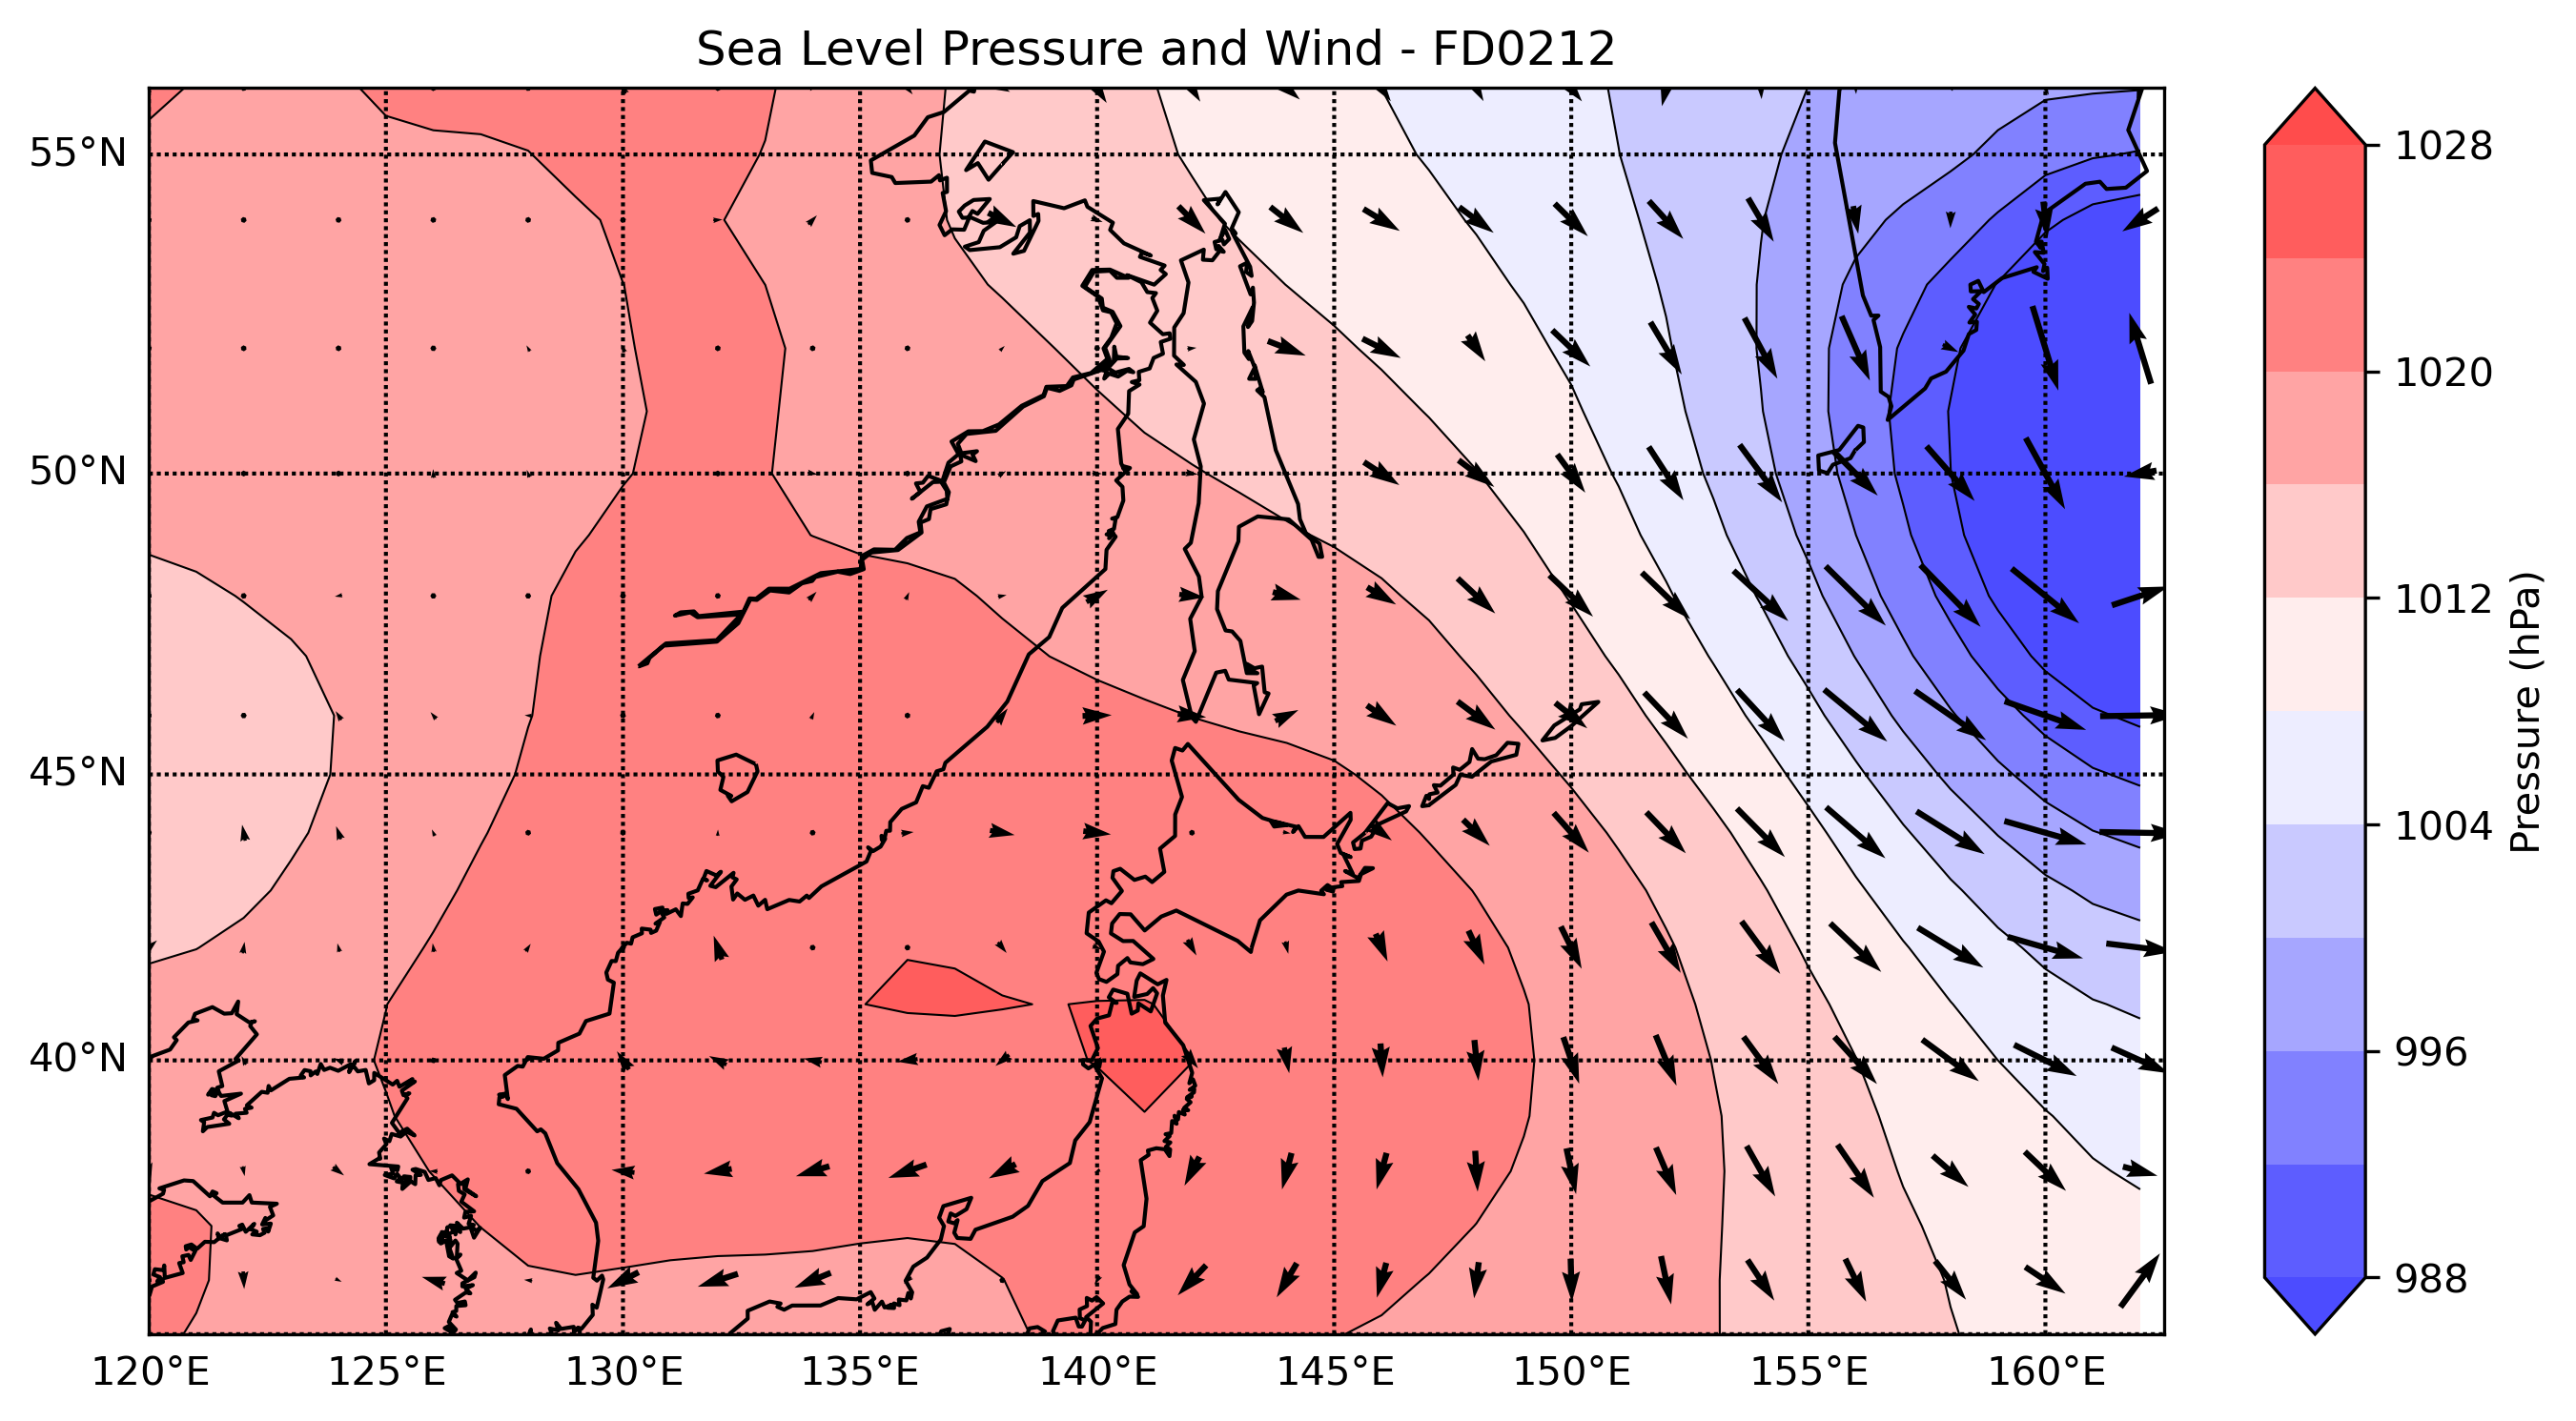 Sea Level Pressure and Wind - FD0212
55°N
50°N
45°N
40°N
120°E 125°E 130°E 135°E 140°E 145°E 150°E 155°E 160°E
1028
1020
1012
1004
996
988
Pressure (hPa)